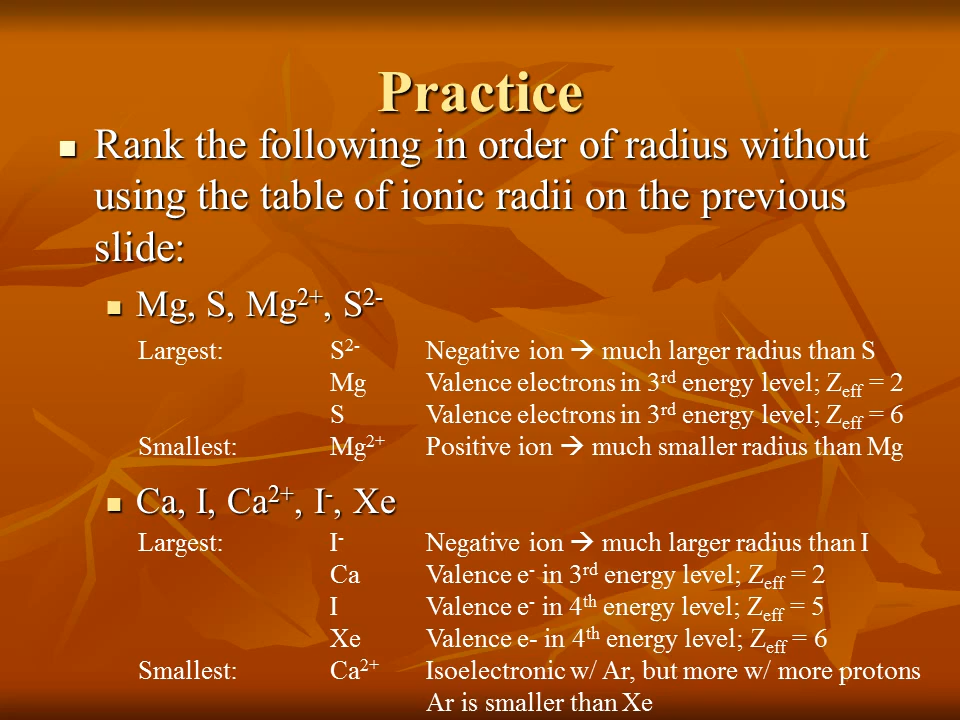 Practice
Rank the following in order of radius without
using the table of ionic radii on the previous
slide:
Mg, S, Mg²⁺, S²⁻
Largest: S²⁻ Negative ion → much larger radius than S
Mg Valence electrons in 3ʳᵈ energy level; Zeff = 2
S Valence electrons in 3ʳᵈ energy level; Zeff = 6
Smallest: Mg²⁺ Positive ion → much smaller radius than Mg
Ca, I, Ca²⁺, I⁻, Xe
Largest: I⁻ Negative ion → much larger radius than I
Ca Valence e⁻ in 3ʳᵈ energy level; Zeff = 2
I Valence e⁻ in 4ᵗʰ energy level; Zeff = 5
Xe Valence e- in 4ᵗʰ energy level; Zeff = 6
Smallest: Ca²⁺ Isoelectronic w/ Ar, but more w/ more protons
Ar is smaller than Xe